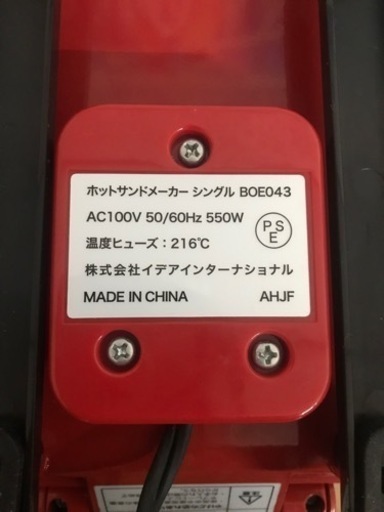 ホットサンドメーカー シングル BOE043
AC100V 50/60Hz 550W
温度ヒューズ：216℃
PSE
株式会社イデアインターナショナル
MADE IN CHINA AHJF